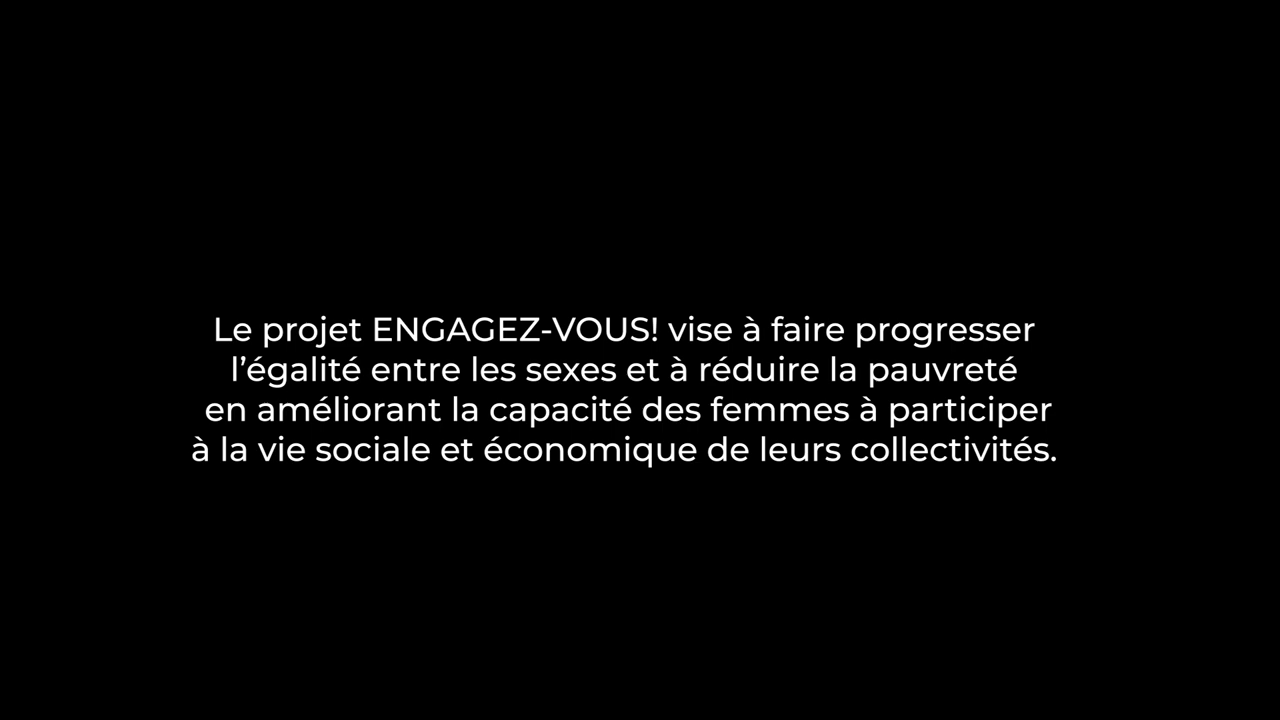 Le projet ENGAGEZ-VOUS! vise à faire progresser
l’égalité entre les sexes et à réduire la pauvreté
en améliorant la capacité des femmes à participer
à la vie sociale et économique de leurs collectivités.